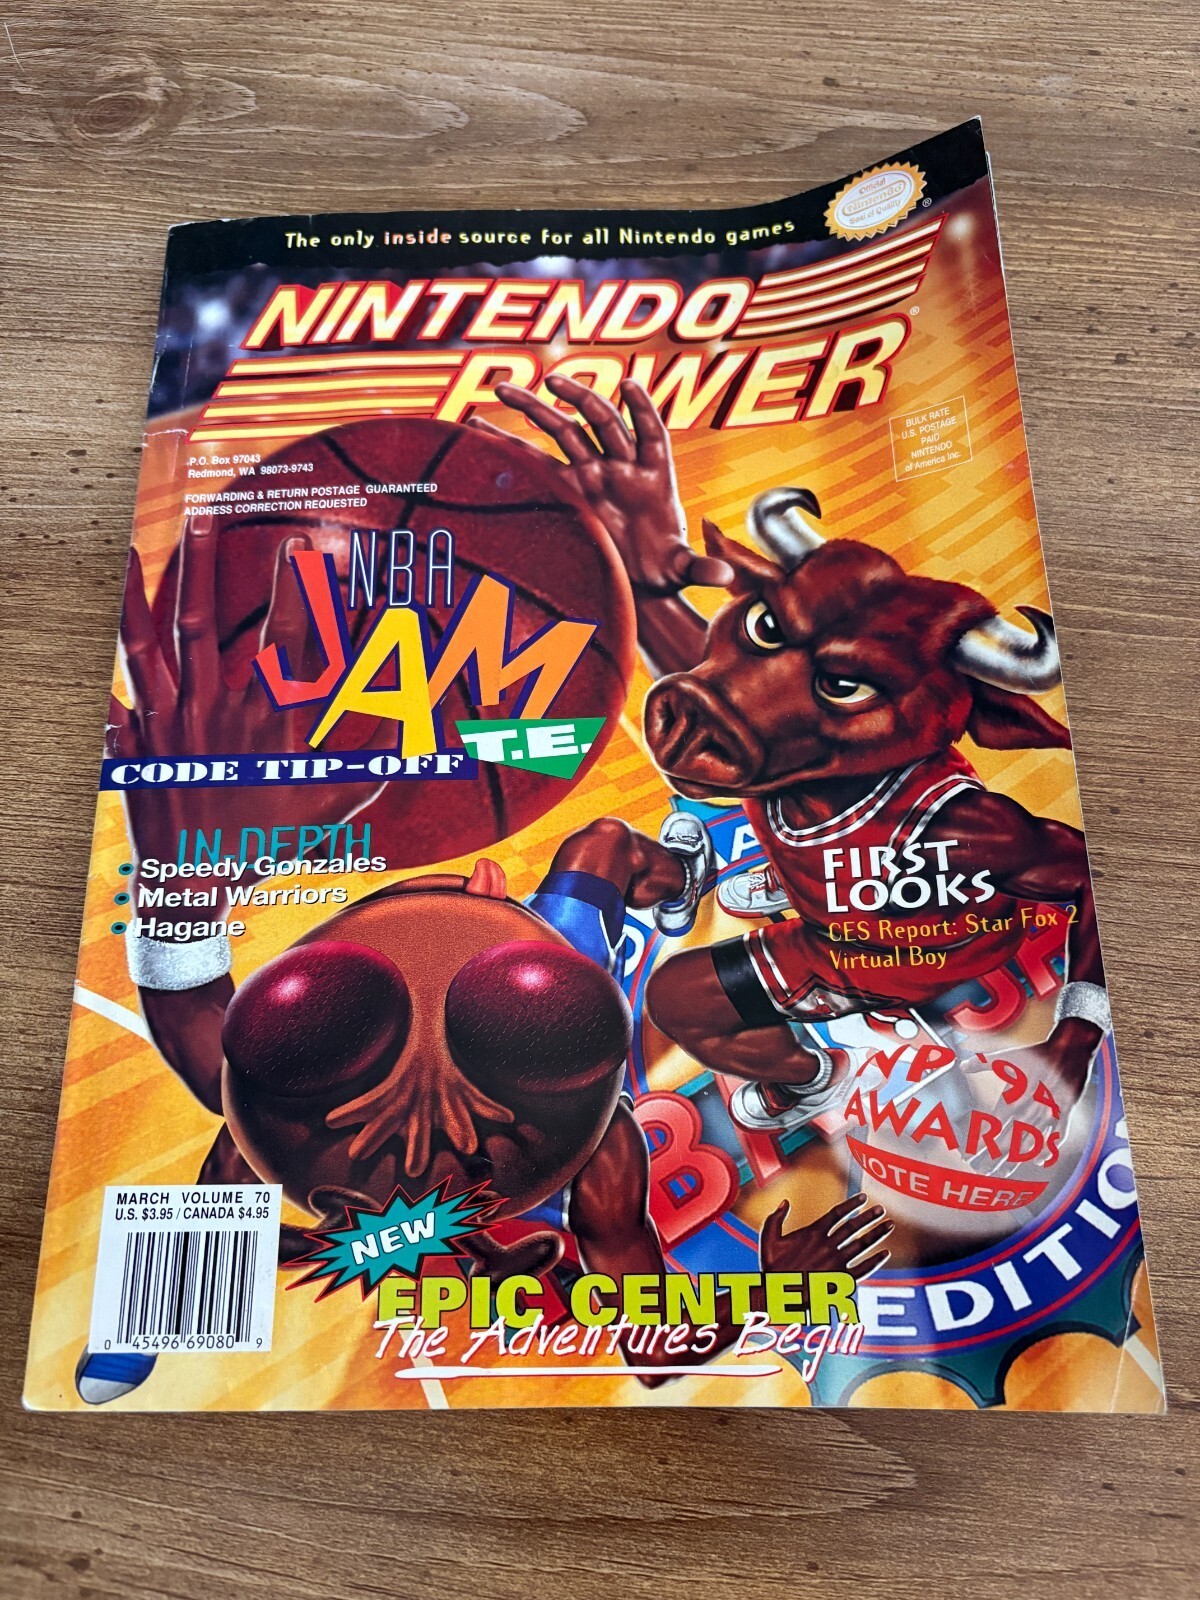 The only inside source for all Nintendo games
Official
Nintendo
Seal of Quality
®
NINTENDO
POWER®
BULK RATE
U.S. POSTAGE
PAID
NINTENDO
of America Inc.
P.O. Box 97043
Redmond, WA 98073-9743
FORWARDING & RETURN POSTAGE GUARANTEED
ADDRESS CORRECTION REQUESTED
NBA
JAM
T.E.
CODE TIP-OFF
IN-DEPTH
• Speedy Gonzales
• Metal Warriors
• Hagane
FIRST
LOOKS
CES Report: Star Fox 2
Virtual Boy
NP '94
AWARDS
VOTE HERE
MARCH VOLUME 70
U.S. $3.95 / CANADA $4.95
0 45496 69080 9
NEW
EPIC CENTER
The Adventures Begin
EDITIO